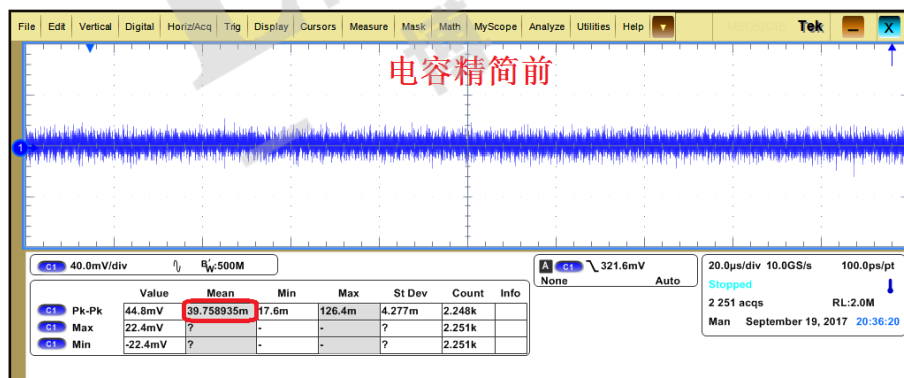 File Edit Vertical Digital Horiz/Acq Trig Display Cursors Measure Mask Math MyScope Analyze Utilities Help Tek X
电容精简前
1
C1 40.0mV/div BW:500M
A C1 321.6mV
None Auto
20.0µs/div 10.0GS/s 100.0ps/pt
Stopped
2 251 acqs RL:2.0M
Man September 19, 2017 20:36:20
Value Mean Min Max St Dev Count Info
C1 Pk-Pk 44.8mV 39.758935m 17.6m 126.4m 4.277m 2.248k
C1 Max 22.4mV ? - - ? 2.251k
C1 Min -22.4mV ? - - ? 2.251k